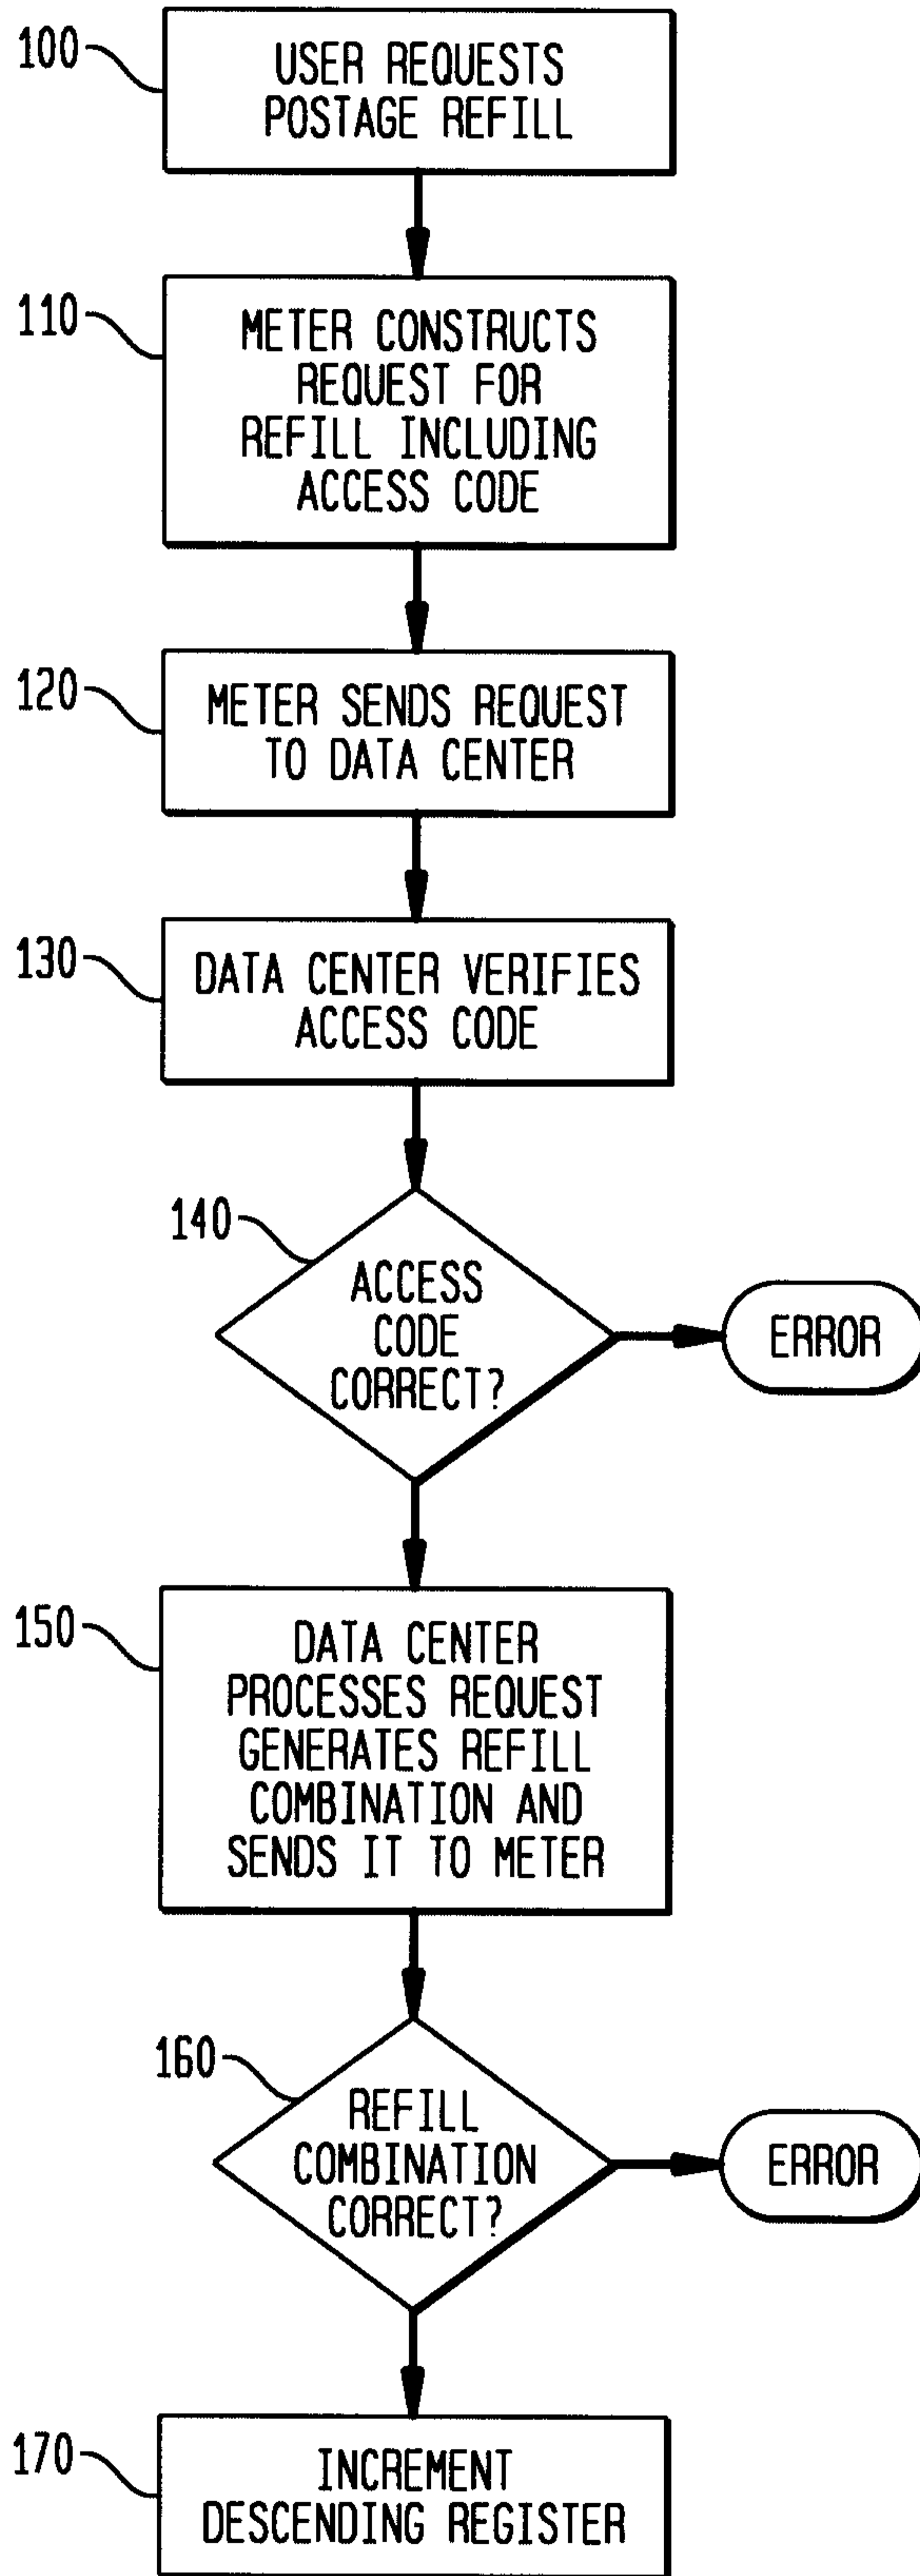 100
USER REQUESTS
POSTAGE REFILL
110
METER CONSTRUCTS
REQUEST FOR
REFILL INCLUDING
ACCESS CODE
120
METER SENDS REQUEST
TO DATA CENTER
130
DATA CENTER VERIFIES
ACCESS CODE
140
ACCESS
CODE
CORRECT?
ERROR
150
DATA CENTER
PROCESSES REQUEST
GENERATES REFILL
COMBINATION AND
SENDS IT TO METER
160
REFILL
COMBINATION
CORRECT?
ERROR
170
INCREMENT
DESCENDING REGISTER